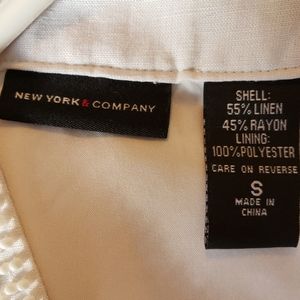 NEW YORK & COMPANY
SHELL:
55% LINEN
45% RAYON
LINING:
100% POLYESTER
CARE ON REVERSE
S
MADE IN
CHINA